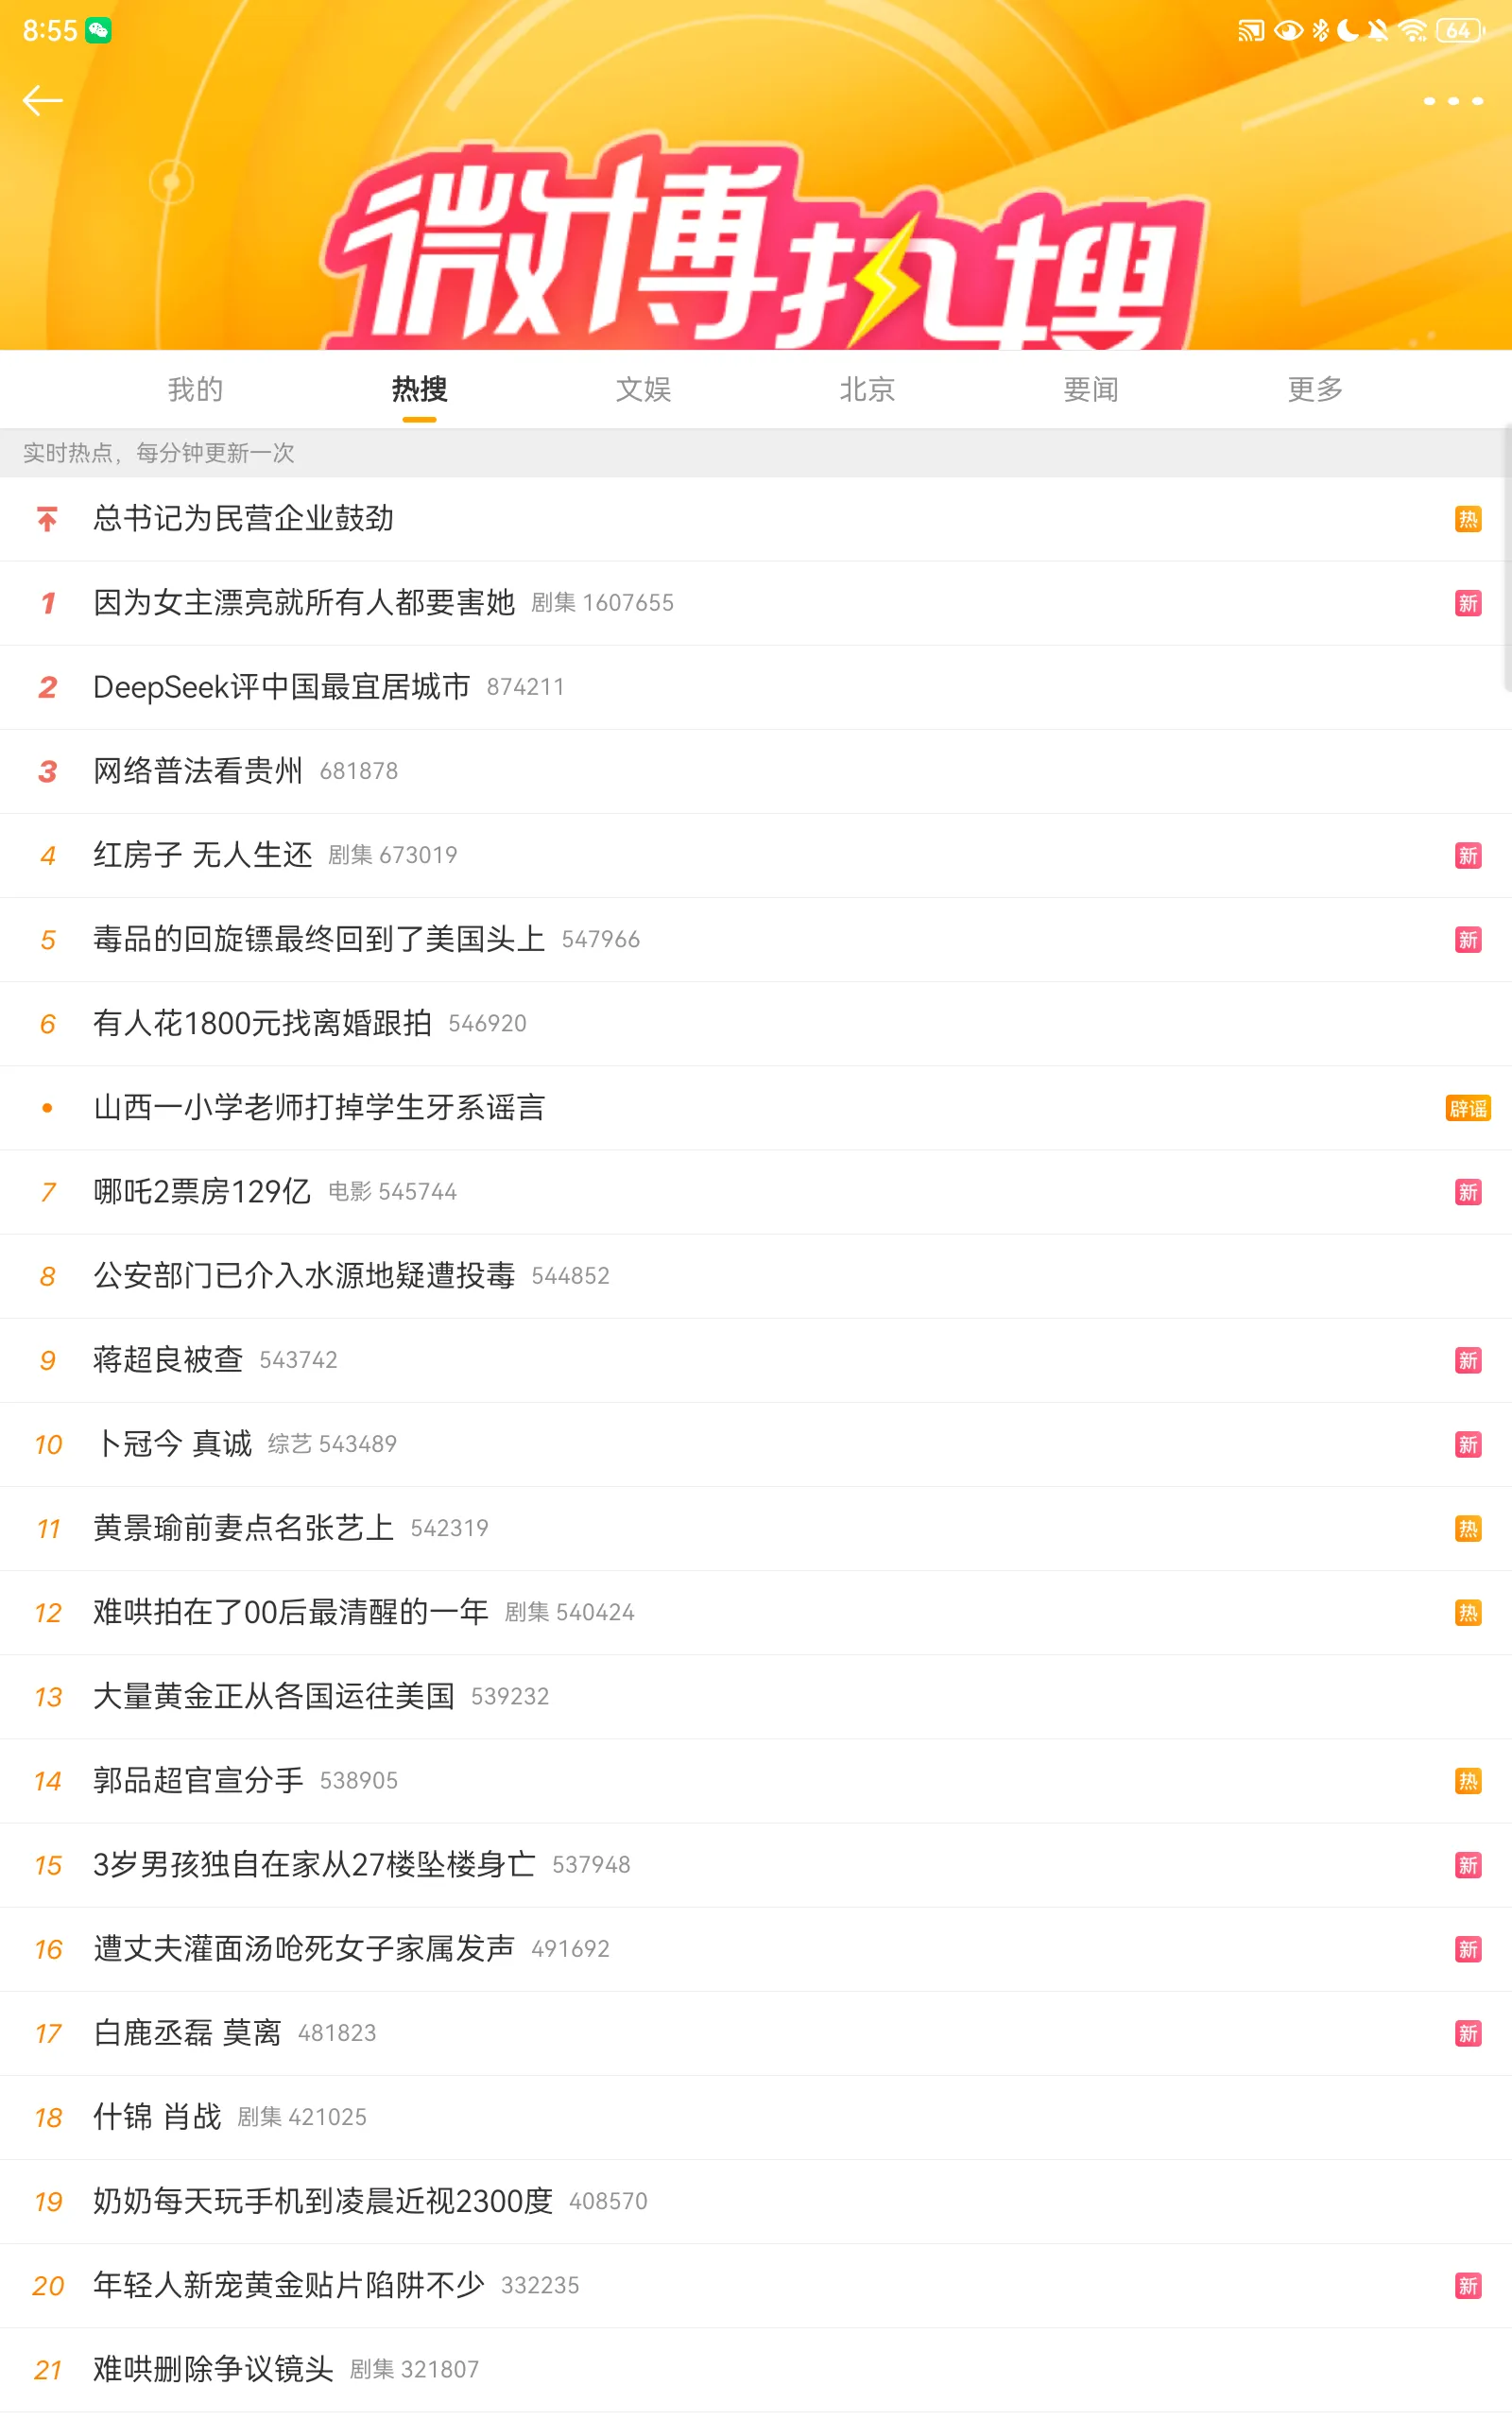 8:55
64
微博热搜
我的 热搜 文娱 北京 要闻 更多
实时热点，每分钟更新一次
总书记为民营企业鼓劲 热
1 因为女主漂亮就所有人都要害她 剧集 1607655 新
2 DeepSeek评中国最宜居城市 874211
3 网络普法看贵州 681878
4 红房子 无人生还 剧集 673019 新
5 毒品的回旋镖最终回到了美国头上 547966 新
6 有人花1800元找离婚跟拍 546920
• 山西一小学老师打掉学生牙系谣言 辟谣
7 哪吒2票房129亿 电影 545744 新
8 公安部门已介入水源地疑遭投毒 544852
9 蒋超良被查 543742 新
10 卜冠今 真诚 综艺 543489 新
11 黄景瑜前妻点名张艺上 542319 热
12 难哄拍在了00后最清醒的一年 剧集 540424 热
13 大量黄金正从各国运往美国 539232
14 郭品超官宣分手 538905 热
15 3岁男孩独自在家从27楼坠楼身亡 537948 新
16 遭丈夫灌面汤呛死女子家属发声 491692 新
17 白鹿丞磊 莫离 481823 新
18 什锦 肖战 剧集 421025
19 奶奶每天玩手机到凌晨近视2300度 408570
20 年轻人新宠黄金贴片陷阱不少 332235 新
21 难哄删除争议镜头 剧集 321807